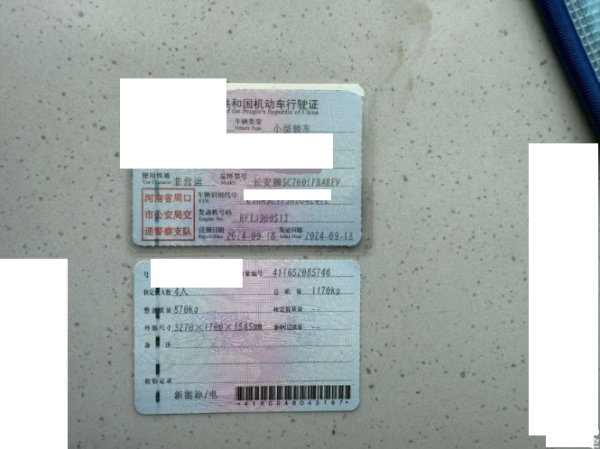 共和国机动车行驶证
of the People's Republic of China
车辆类型 小型轿车
Vehicle Type
使用性质 非营运 品牌型号 长安牌SC7001FBABEV
Use Character Model
河南省周口 车辆识别代号
市公安局交 VIN
通警察支队 发动机号码
Engine No.
注册日期 2024-09-18 发证日期 2024-09-18
Register Date Issue Date
号 档案编号 411652085746
核定载人数 4人 总质量 1170kg
整备质量 870kg 核定载质量 --
外廓尺寸 3270×1700×1545mm 准牵引总质量 --
备注
检验记录
新能源/电